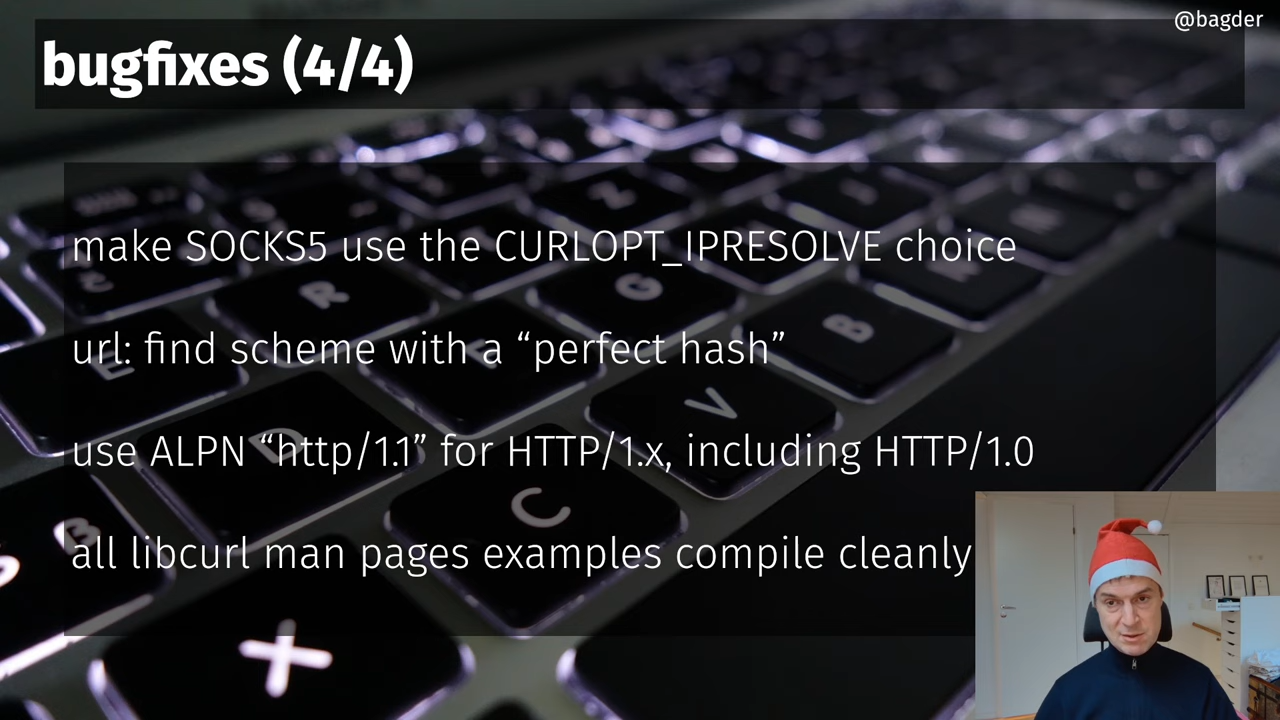 @bagder
bugfixes (4/4)
make SOCKS5 use the CURLOPT_IPRESOLVE choice
url: find scheme with a “perfect hash”
use ALPN “http/1.1” for HTTP/1.x, including HTTP/1.0
all libcurl man pages examples compile cleanly